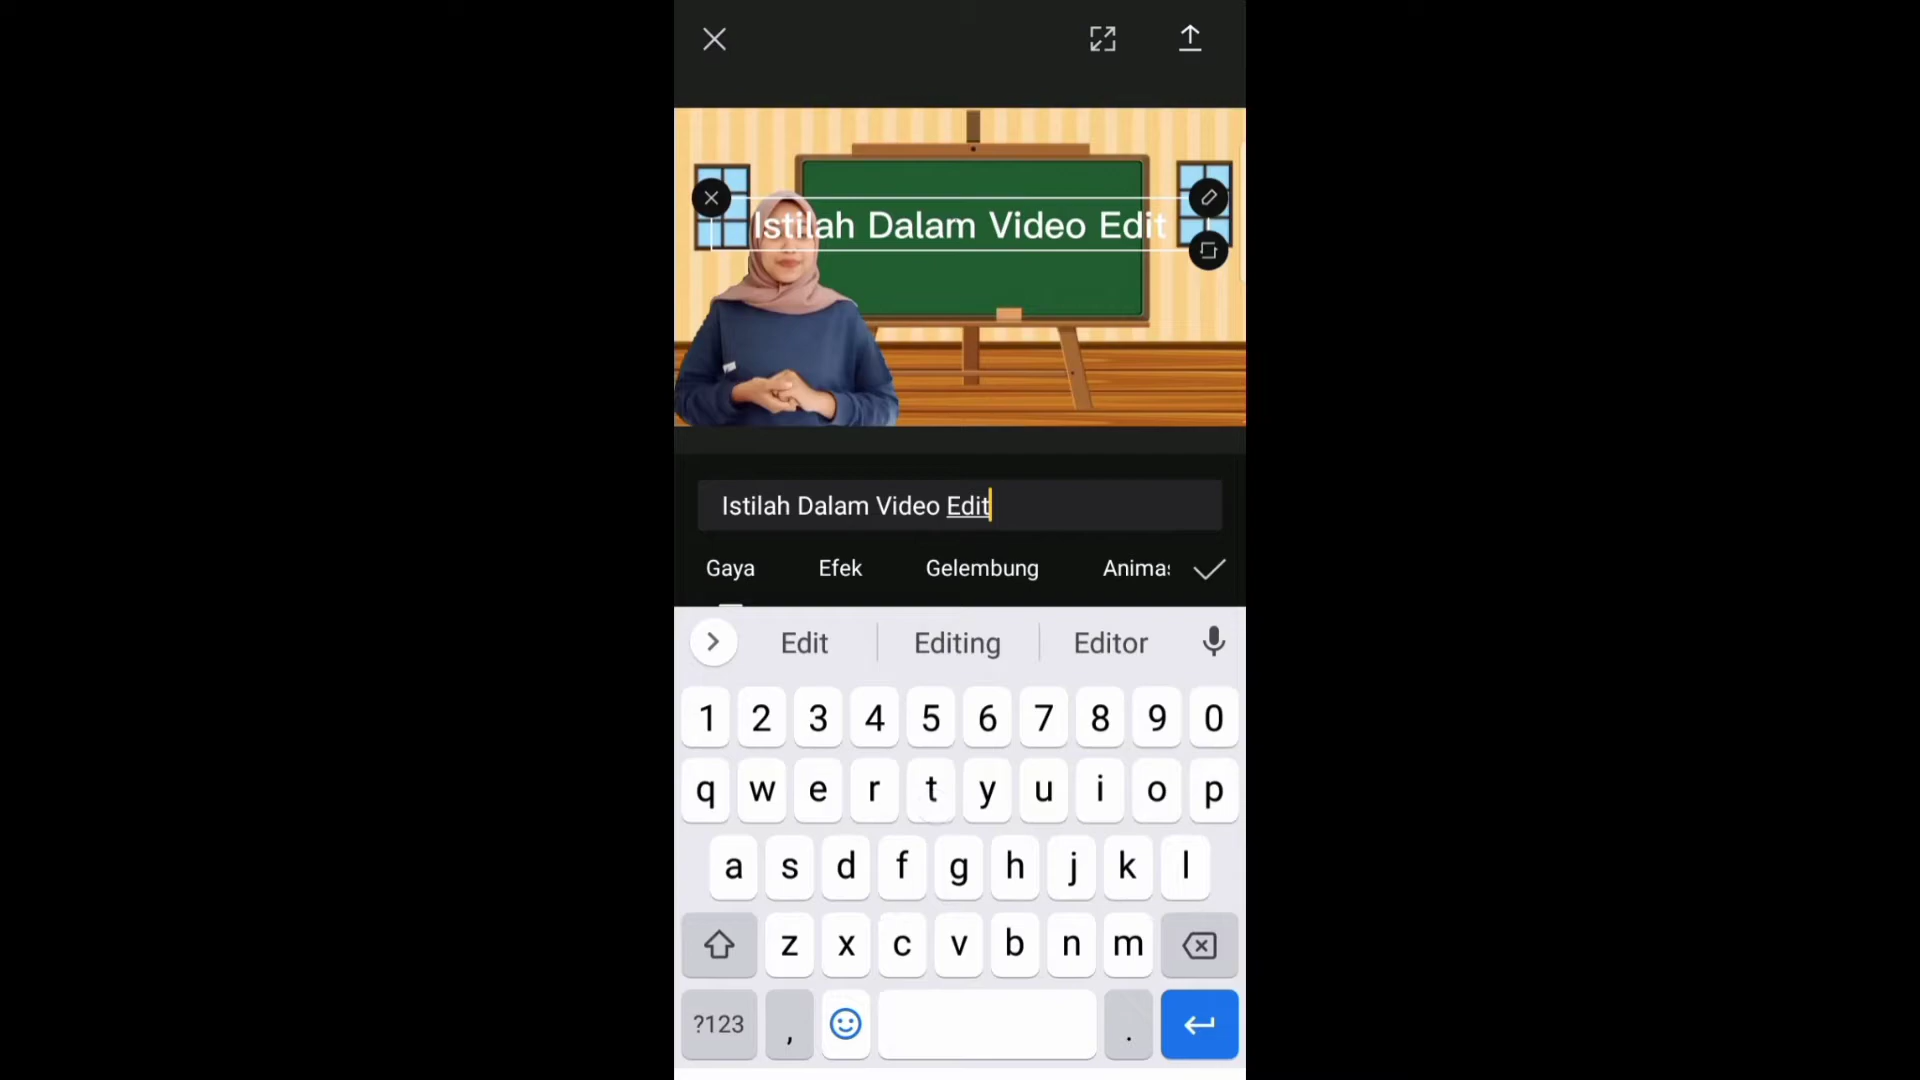 Istilah Dalam Video Edit
Istilah Dalam Video Edit
Gaya Efek Gelembung Animas
Edit Editing Editor
1 2 3 4 5 6 7 8 9 0
q w e r t y u i o p
a s d f g h j k l
z x c v b n m
?123 , .